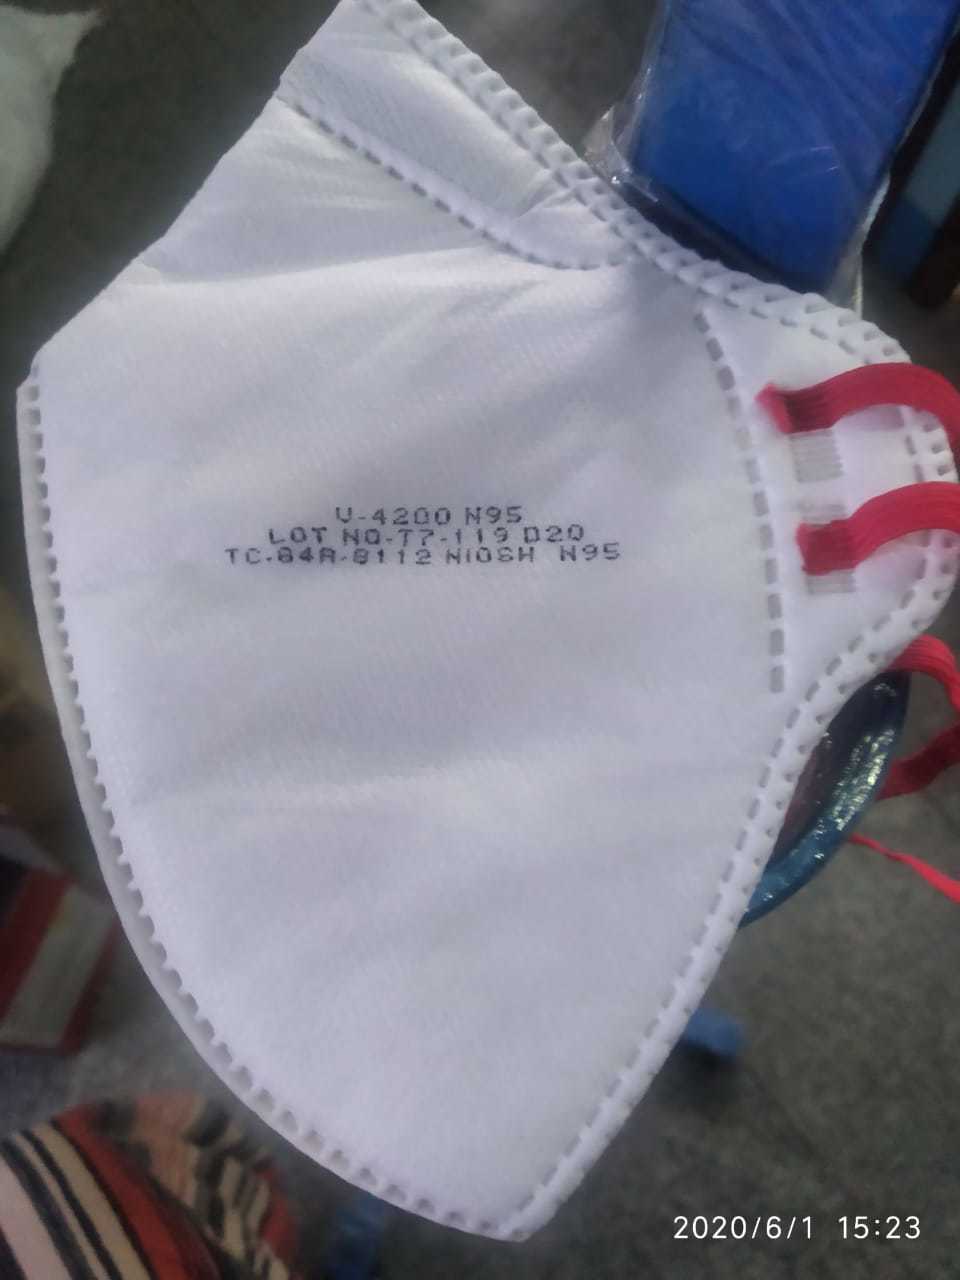 V-4200 N95
LOT NO-T7-119 D20
TC-84A-8112 NIOSH N95
2020/6/1 15:23